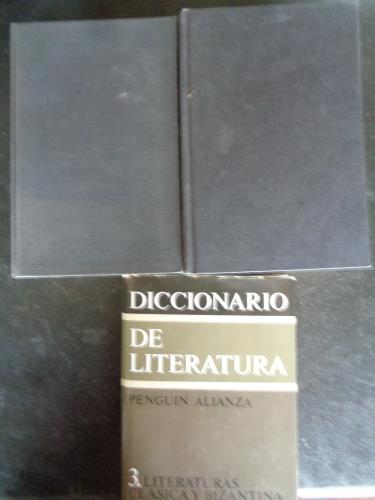 DICCIONARIO
DE
LITERATURA
PENGUIN/ALIANZA
3. LITERATURAS
CLASICA Y BIZANTINA